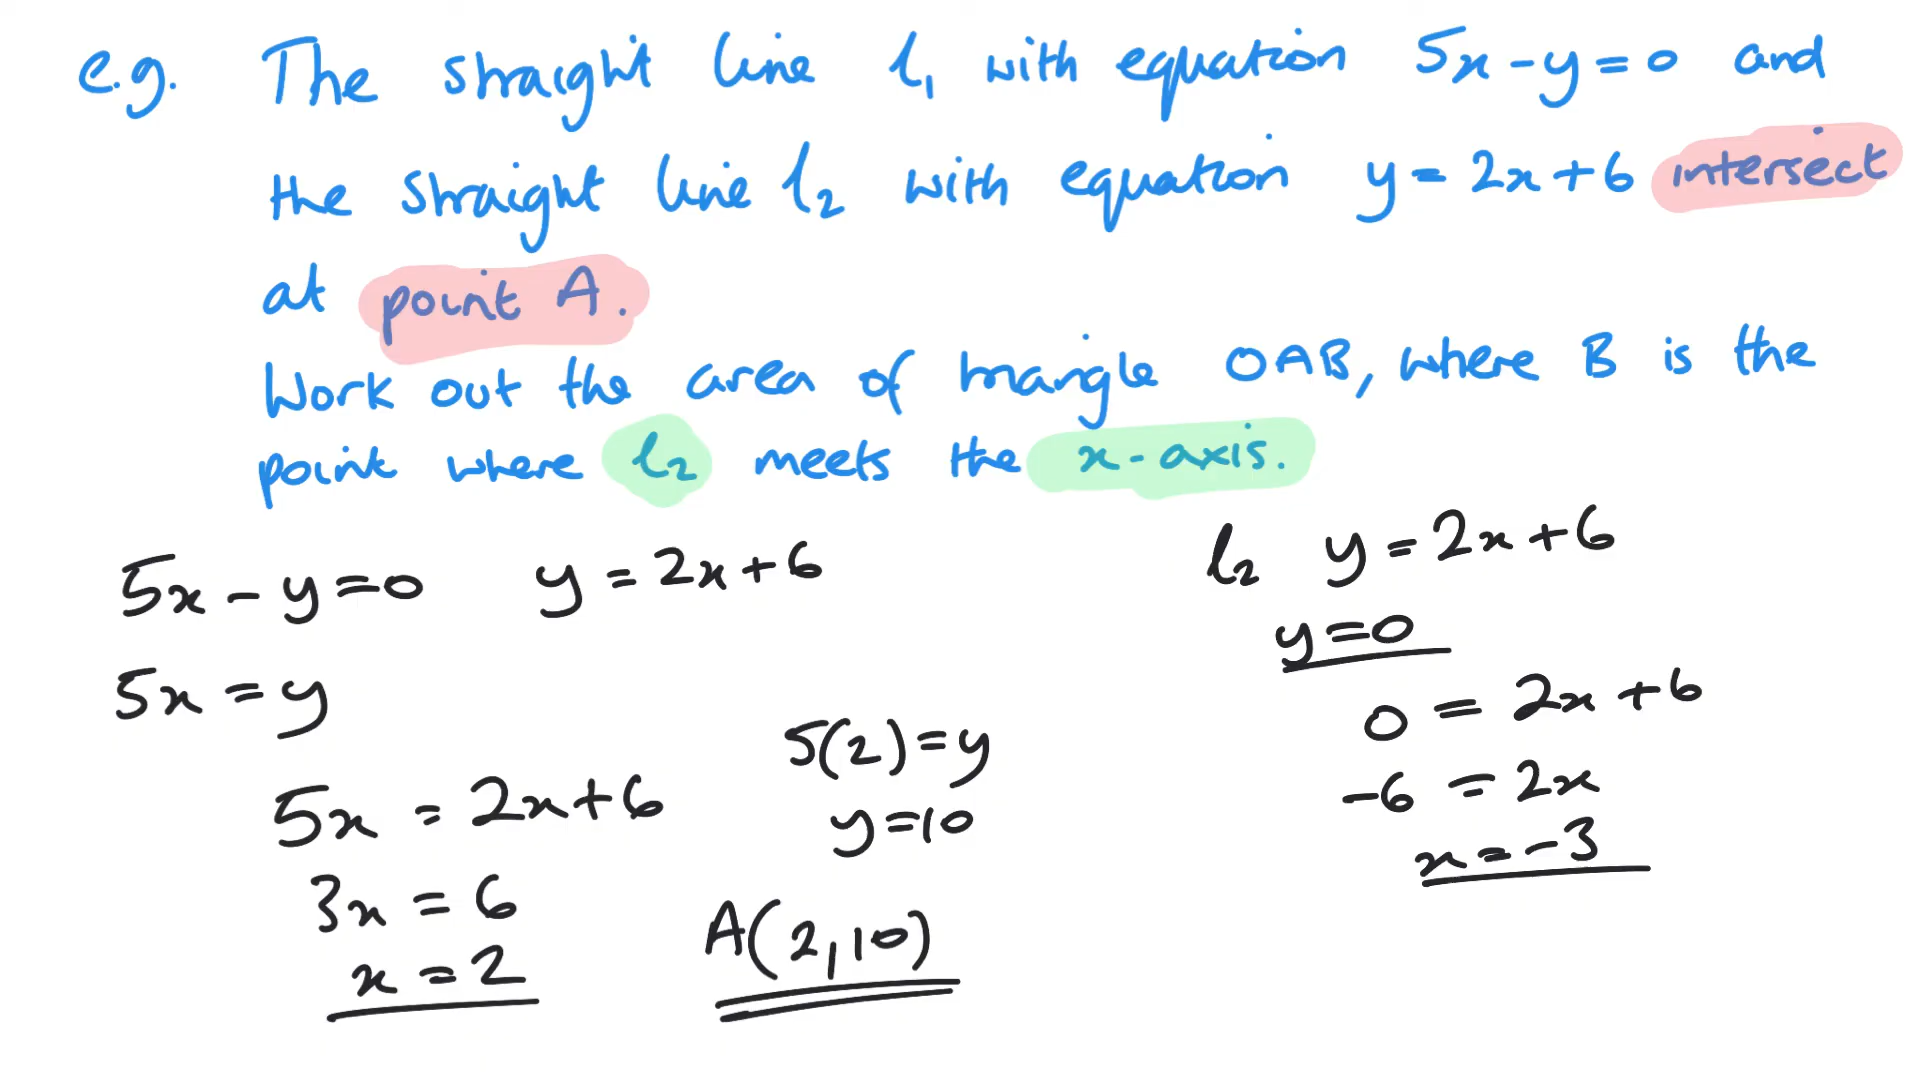 e.g. The straight line l₁ with equation 5x - y = 0 and
the straight line l₂ with equation y = 2x + 6 intersect
at point A.
Work out the area of triangle OAB, where B is the
point where l₂ meets the x-axis.
5x - y = 0 y = 2x + 6
5x = y
5x = 2x + 6
3x = 6
x = 2
5(2) = y
y = 10
A(2, 10)
l₂ y = 2x + 6
y = 0
0 = 2x + 6
-6 = 2x
x = -3